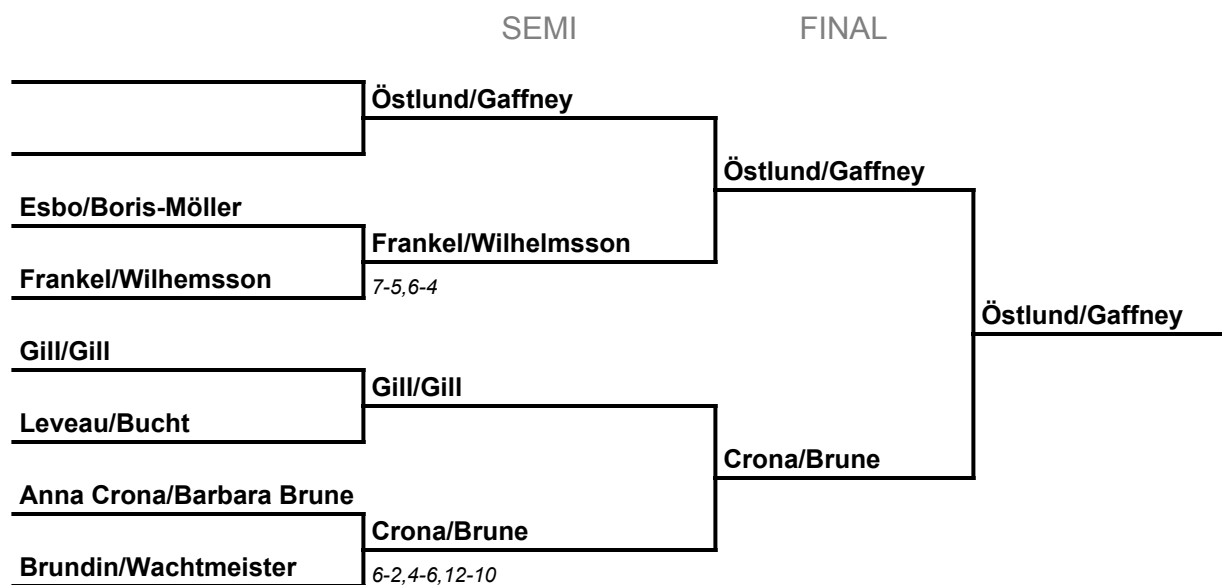 SEMI FINAL
Östlund/Gaffney
Östlund/Gaffney
Esbo/Boris-Möller
Frankel/Wilhelmsson
Frankel/Wilhemsson
7-5,6-4
Östlund/Gaffney
Gill/Gill
Gill/Gill
Leveau/Bucht
Crona/Brune
Anna Crona/Barbara Brune
Crona/Brune
Brundin/Wachtmeister
6-2,4-6,12-10